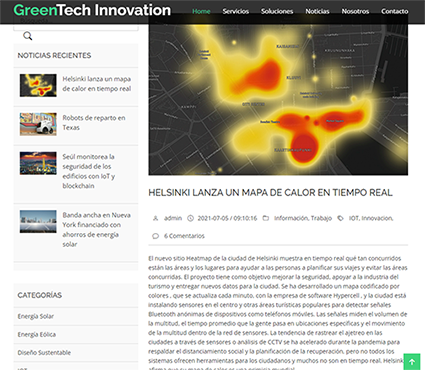 GreenTech Innovation
Home Servicios Soluciones Noticias Nosotros Contacto
NOTICIAS RECIENTES
Helsinki lanza un mapa
de calor en tiempo real
Robots de reparto en
Texas
Seúl monitorea la
seguridad de los
edificios con IoT y
blockchain
Banda ancha en Nueva
York financiado con
ahorros de energía
solar
CATEGORÍAS
Energía Solar
Energía Eólica
Diseño Sustentable
HELSINKI LANZA UN MAPA DE CALOR EN TIEMPO REAL
admin 2021-07-05 / 09:10:16 Información, Trabajo IOT, Innovacion,
6 Comentarios
El nuevo sitio Heatmap de la ciudad de Helsinki muestra en tiempo real qué tan concurridos
están las áreas y los lugares para ayudar a las personas a planificar sus viajes y evitar las áreas
concurridas. El proyecto tiene como objetivo mejorar la seguridad, apoyar a la industria del
turismo y entregar nuevos datos para la ciudad. Se ha desarrollado un mapa codificado por
colores , que se actualiza cada minuto, con la empresa de software Hypercell , y la ciudad está
instalando sensores en el centro y otras áreas turísticas populares para detectar señales
Bluetooth anónimas de dispositivos como teléfonos móviles. Las señales miden el volumen de
la multitud, el tiempo promedio que la gente pasa en ubicaciones específicas y el movimiento
de la multitud dentro de la red de sensores. La tendencia de rastrear el ajetreo en las
ciudades a través de sensores o análisis de CCTV se ha acelerado durante la pandemia para
respaldar el distanciamiento social y la planificación de la recuperación, pero no todos los
sistemas ofrecen herramientas para los ciudadanos y muchos no son en tiempo real. Helsinki